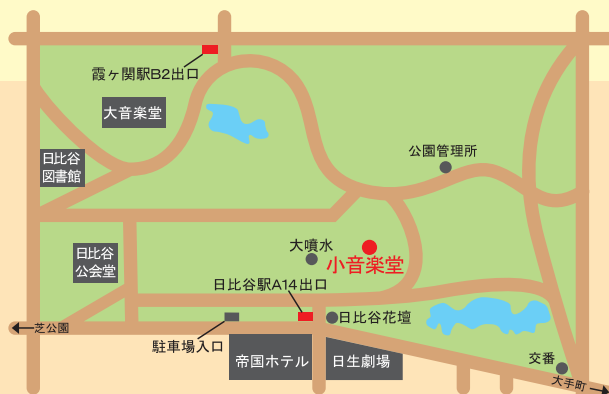 霞ヶ関駅B2出口
大音楽堂
公園管理所
日比谷
図書館
大噴水
小音楽堂
日比谷
公会堂
日比谷駅A14出口
日比谷花壇
芝公園
駐車場入口
帝国ホテル
日生劇場
交番
大手町